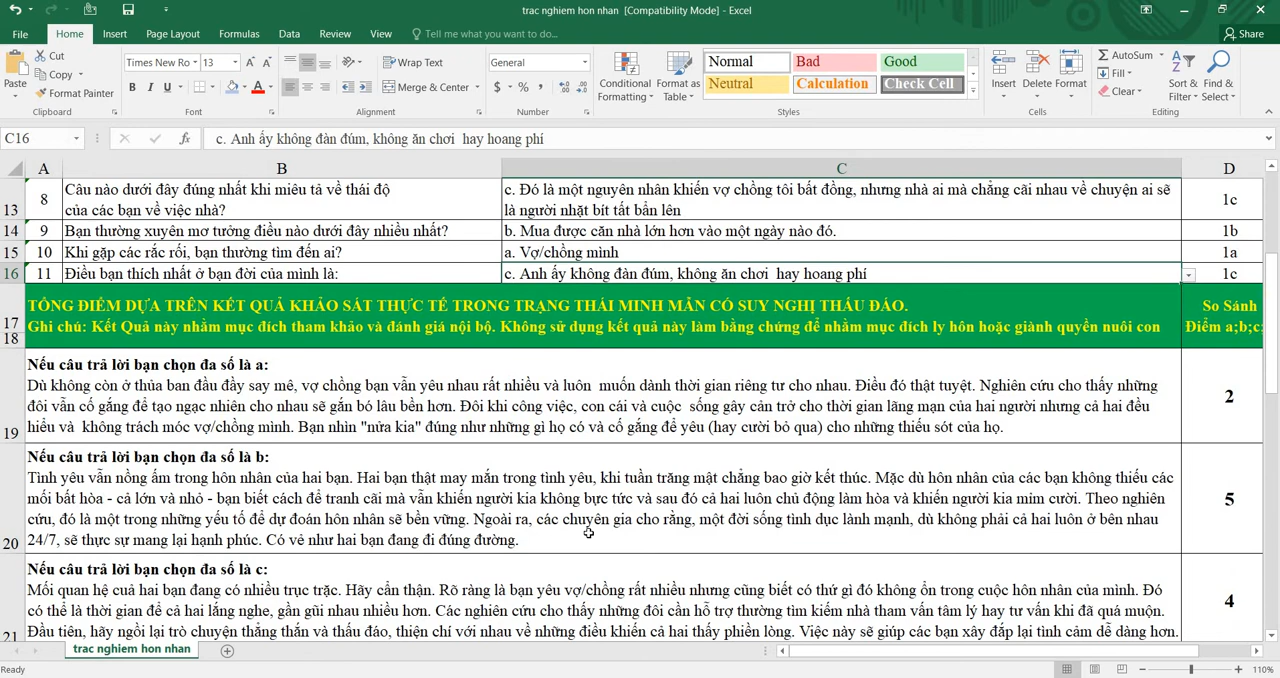 trac nghiem hon nhan [Compatibility Mode] - Excel
File Home Insert Page Layout Formulas Data Review View Tell me what you want to do... Share
Paste
Cut
Copy
Format Painter
Clipboard
Times New Ro 13 A A
B I U A
Font
Wrap Text
Merge & Center
Alignment
General
$ % ,
Number
Conditional Formatting
Format as Table
Normal Bad Good
Neutral Calculation Check Cell
Styles
Insert Delete Format
Cells
AutoSum
Fill
Clear
Sort & Filter
Find & Select
Editing
C16 fx c. Anh ấy không đàn đúm, không ăn chơi hay hoang phí
A B C D
13 8 Câu nào dưới đây đúng nhất khi miêu tả về thái độ
của các bạn về việc nhà?
c. Đó là một nguyên nhân khiến vợ chồng tôi bất đồng, nhưng nhà ai mà chẳng cãi nhau về chuyện ai sẽ
là người nhặt bít tất bẩn lên
1c
14 9 Bạn thường xuyên mơ tưởng điều nào dưới đây nhiều nhất? b. Mua được căn nhà lớn hơn vào một ngày nào đó. 1b
15 10 Khi gặp các rắc rối, bạn thường tìm đến ai? a. Vợ/chồng mình 1a
16 11 Điều bạn thích nhất ở bạn đời của mình là: c. Anh ấy không đàn đúm, không ăn chơi hay hoang phí 1c
17 TỔNG ĐIỂM DỰA TRÊN KẾT QUẢ KHẢO SÁT THỰC TẾ TRONG TRẠNG THÁI MINH MẪN CÓ SUY NGHỊ THẤU ĐÁO. So Sánh
18 Ghi chú: Kết Quả này nhằm mục đích tham khảo và đánh giá nội bộ. Không sử dụng kết quả này làm bằng chứng để nhằm mục đích ly hôn hoặc giành quyền nuôi con Điểm a;b;c;
Nếu câu trả lời bạn chọn đa số là a:
Dù không còn ở thủa ban đầu đầy say mê, vợ chồng bạn vẫn yêu nhau rất nhiều và luôn muốn dành thời gian riêng tư cho nhau. Điều đó thật tuyệt. Nghiên cứu cho thấy những
đôi vẫn cố gắng để tạo ngạc nhiên cho nhau sẽ gắn bó lâu bền hơn. Đôi khi công việc, con cái và cuộc sống gây cản trở cho thời gian lãng mạn của hai người nhưng cả hai đều
hiểu và không trách móc vợ/chồng mình. Bạn nhìn "nửa kia" đúng như những gì họ có và cố gắng để yêu (hay cười bỏ qua) cho những thiếu sót của họ.
19 2
Nếu câu trả lời bạn chọn đa số là b:
Tình yêu vẫn nồng ấm trong hôn nhân của hai bạn. Hai bạn thật may mắn trong tình yêu, khi tuần trăng mật chẳng bao giờ kết thúc. Mặc dù hôn nhân của các bạn không thiếu các
mối bất hòa - cả lớn và nhỏ - bạn biết cách để tranh cãi mà vẫn khiến người kia không bực tức và sau đó cả hai luôn chủ động làm hòa và khiến người kia mỉm cười. Theo nghiên
cứu, đó là một trong những yếu tố để dự đoán hôn nhân sẽ bền vững. Ngoài ra, các chuyên gia cho rằng, một đời sống tình dục lành mạnh, dù không phải cả hai luôn ở bên nhau
24/7, sẽ thực sự mang lại hạnh phúc. Có vẻ như hai bạn đang đi đúng đường.
20 5
Nếu câu trả lời bạn chọn đa số là c:
Mối quan hệ cuả hai bạn đang có nhiều trục trặc. Hãy cẩn thận. Rõ ràng là bạn yêu vợ/chồng rất nhiều nhưng cũng biết có thứ gì đó không ổn trong cuộc hôn nhân của mình. Đó
có thể là thời gian để cả hai lắng nghe, gần gũi nhau nhiều hơn. Các nghiên cứu cho thấy những đôi cần hỗ trợ thường tìm kiếm nhà tham vấn tâm lý hay tư vấn khi đã quá muộn.
Đầu tiên, hãy ngồi lại trò chuyện thẳng thắn và thấu đáo, thiện chí với nhau về những điều khiến cả hai thấy phiền lòng. Việc này sẽ giúp các bạn xây đắp lại tình cảm dễ dàng hơn.
21 4
trac nghiem hon nhan
Ready 110%